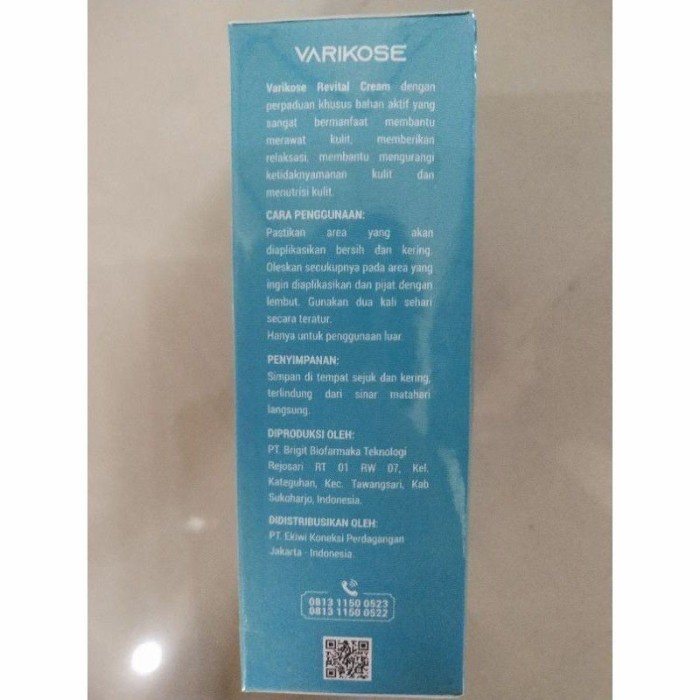 VARIKOSE
Varikose Revital Cream dengan
perpaduan khusus bahan aktif yang
sangat bermanfaat membantu
merawat kulit, memberikan
relaksasi, membantu mengurangi
ketidaknyamanan kulit dan
menutrisi kulit.
CARA PENGGUNAAN:
Pastikan area yang akan
diaplikasikan bersih dan kering.
Oleskan secukupnya pada area yang
ingin diaplikasikan dan pijat dengan
lembut. Gunakan dua kali sehari
secara teratur.
Hanya untuk penggunaan luar.
PENYIMPANAN:
Simpan di tempat sejuk dan kering,
terlindung dari sinar matahari
langsung.
DIPRODUKSI OLEH:
PT. Brigit Biofarmaka Teknologi
Rejosari RT 01 RW 07, Kel.
Kateguhan, Kec. Tawangsari, Kab
Sukoharjo, Indonesia.
DIDISTRIBUSIKAN OLEH:
PT. Ekiwi Koneksi Perdagangan
Jakarta - Indonesia
0813 1150 0523
0813 1150 0522